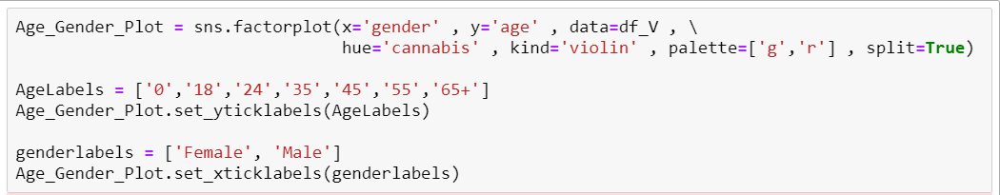 Age_Gender_Plot = sns.factorplot(x='gender' , y='age' , data=df_V , \
hue='cannabis' , kind='violin' , palette=['g','r'] , split=True)
AgeLabels = ['0','18','24','35','45','55','65+']
Age_Gender_Plot.set_yticklabels(AgeLabels)
genderlabels = ['Female', 'Male']
Age_Gender_Plot.set_xticklabels(genderlabels)